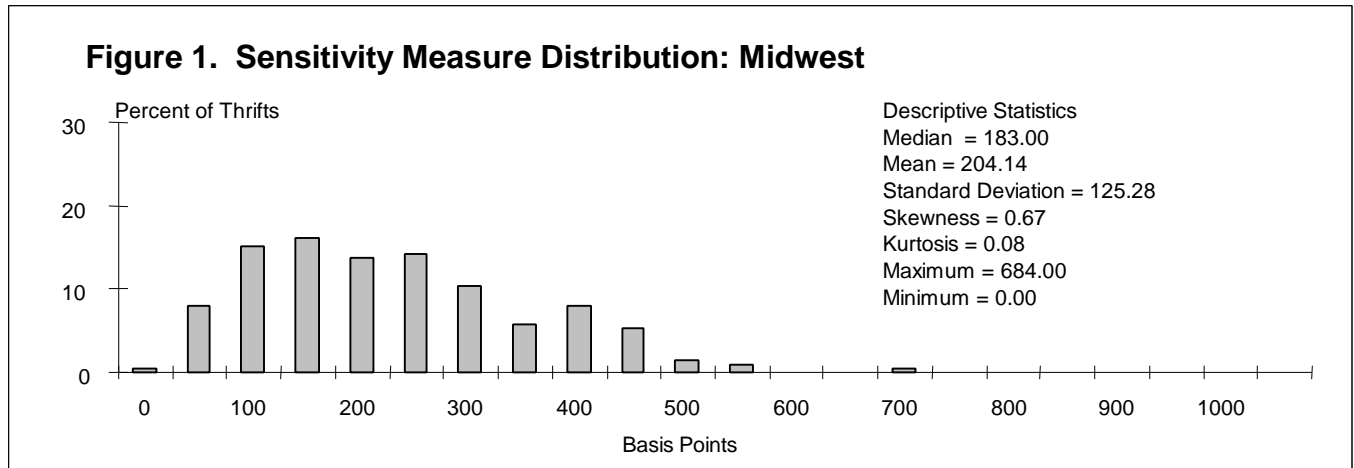 Figure 1. Sensitivity Measure Distribution: Midwest
Percent of Thrifts
30
20
10
0
Descriptive Statistics
Median = 183.00
Mean = 204.14
Standard Deviation = 125.28
Skewness = 0.67
Kurtosis = 0.08
Maximum = 684.00
Minimum = 0.00
0 100 200 300 400 500 600 700 800 900 1000
Basis Points